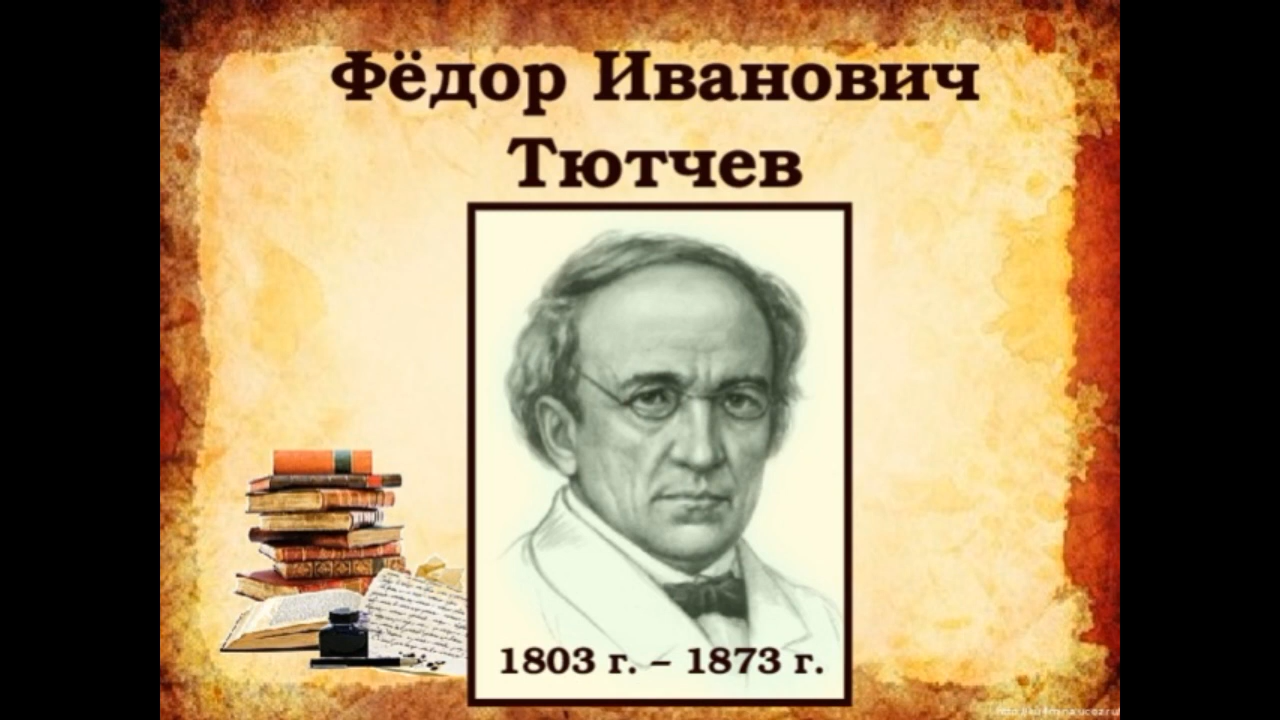 Фёдор Иванович
Тютчев
1803 г. – 1873 г.